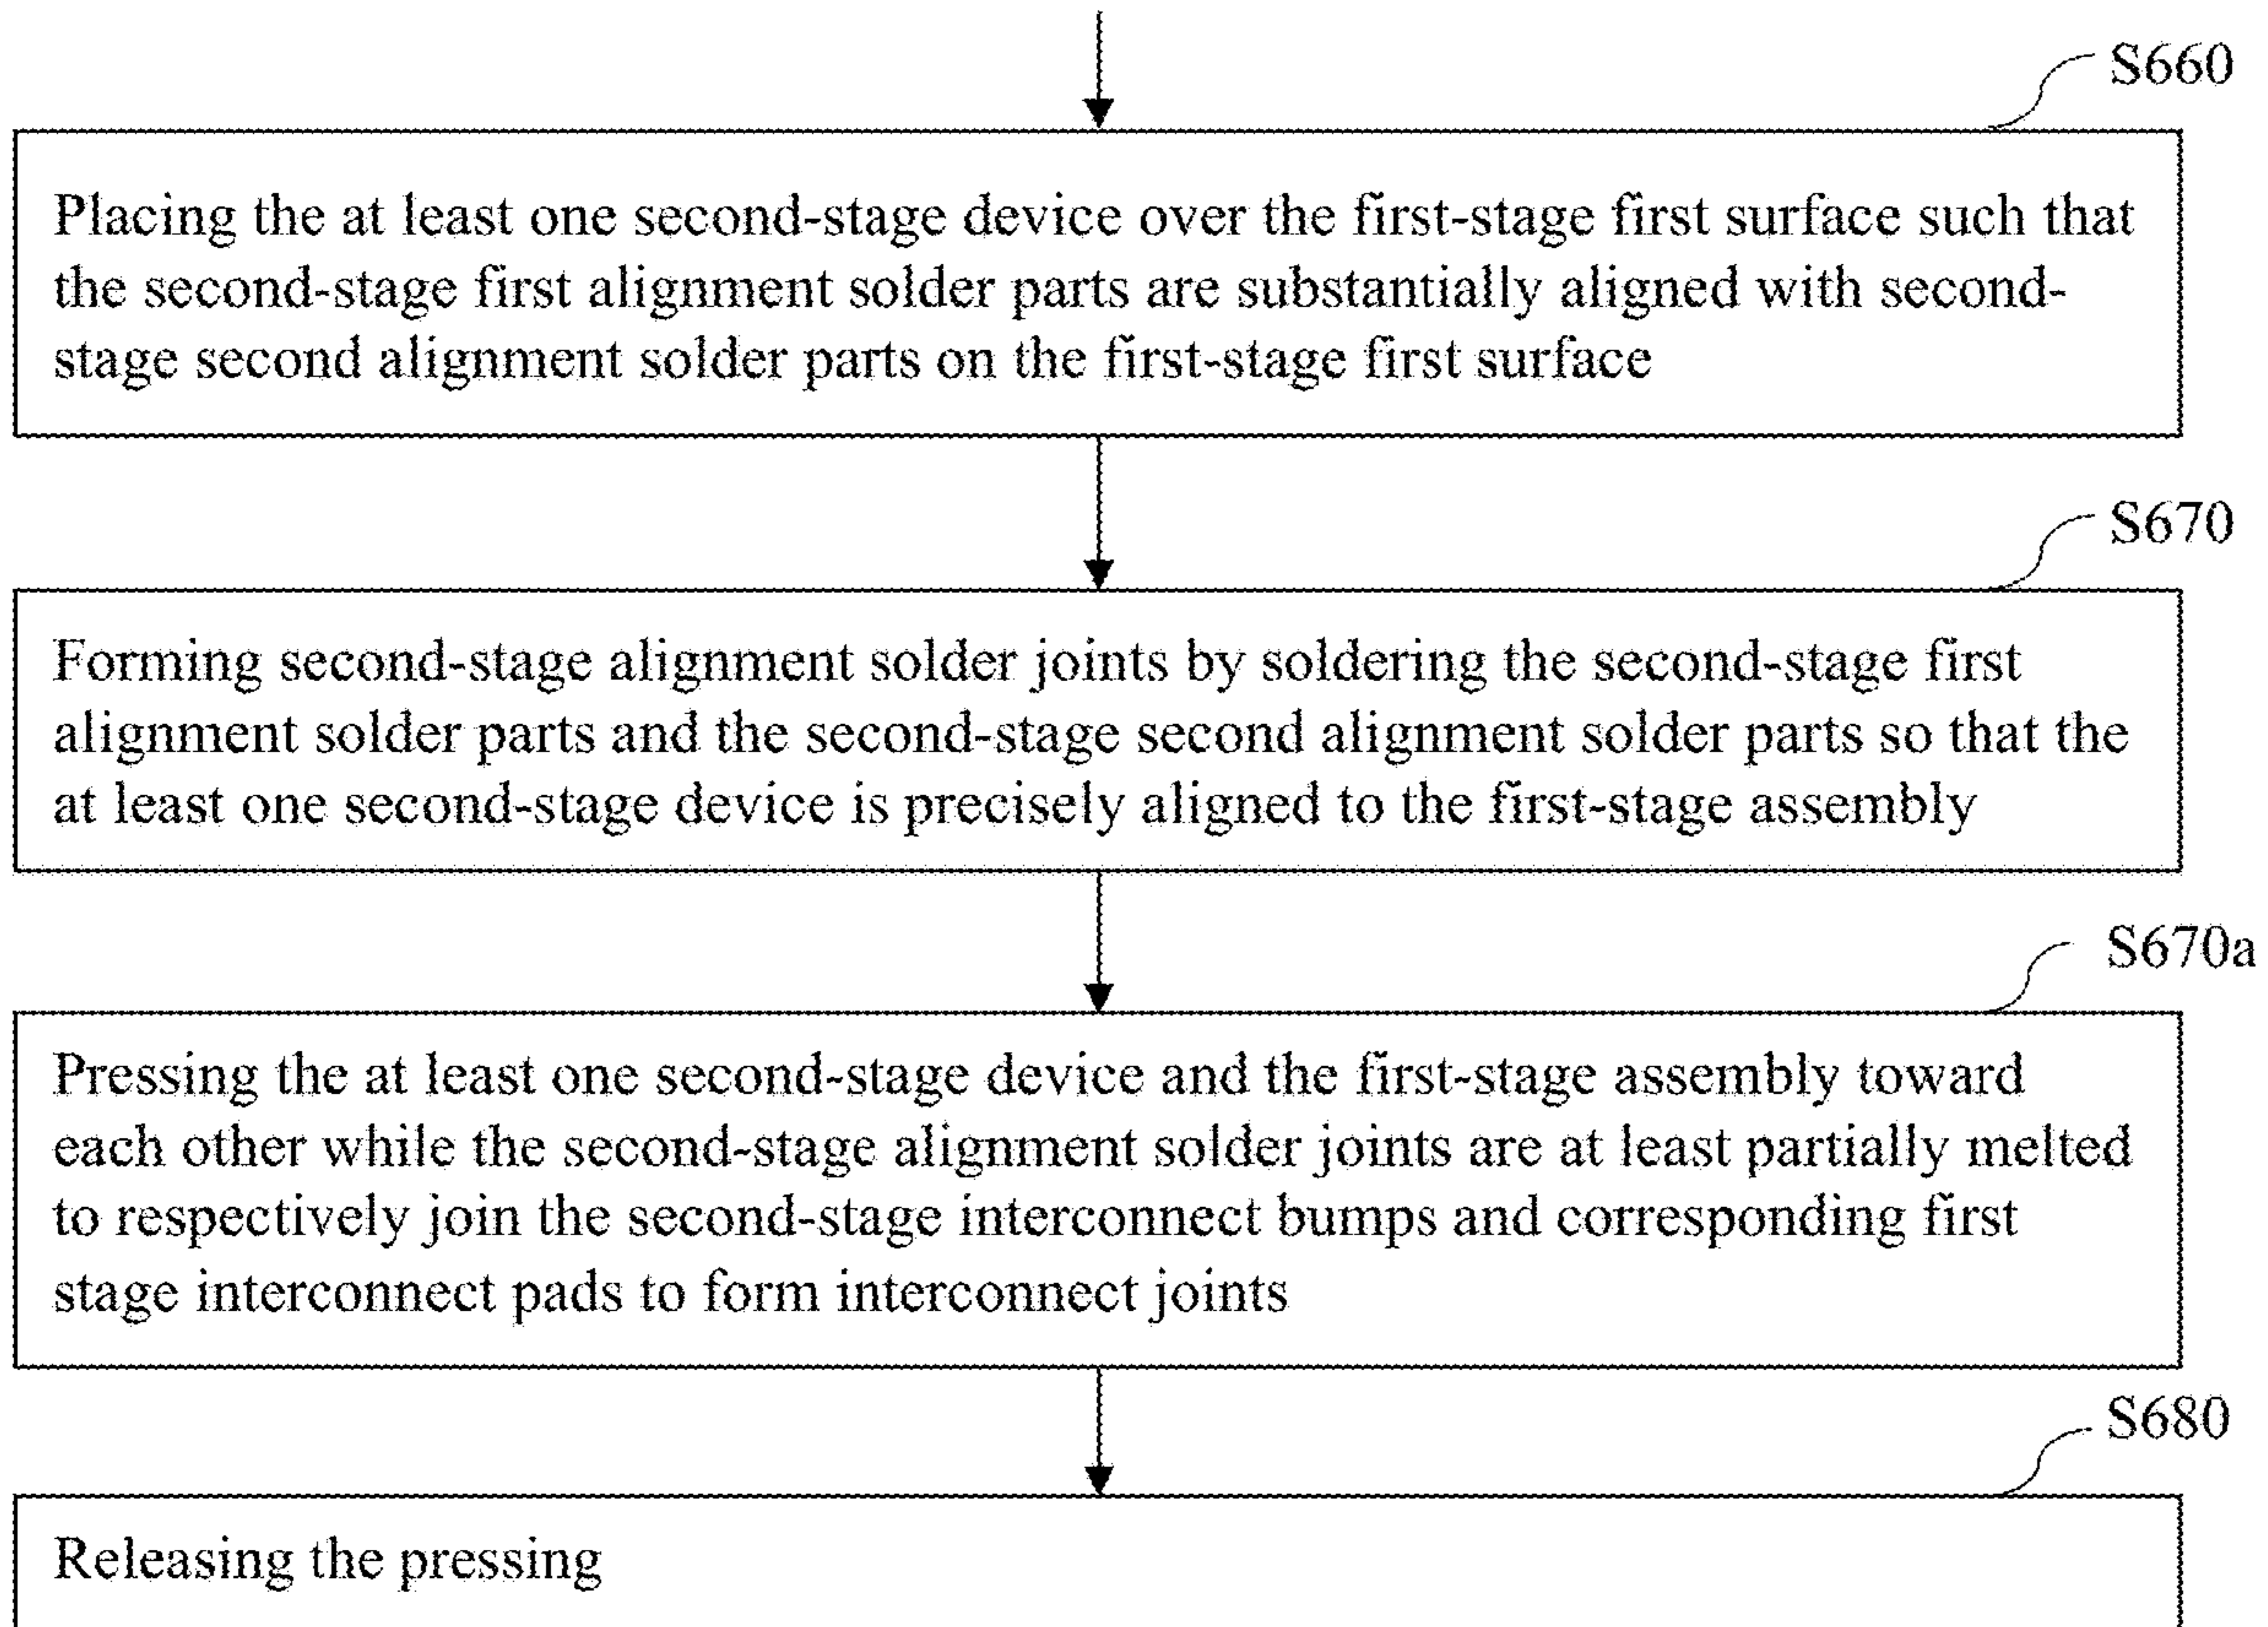 S660
Placing the at least one second-stage device over the first-stage first surface such that
the second-stage first alignment solder parts are substantially aligned with second-
stage second alignment solder parts on the first-stage first surface
S670
Forming second-stage alignment solder joints by soldering the second-stage first
alignment solder parts and the second-stage second alignment solder parts so that the
at least one second-stage device is precisely aligned to the first-stage assembly
S670a
Pressing the at least one second-stage device and the first-stage assembly toward
each other while the second-stage alignment solder joints are at least partially melted
to respectively join the second-stage interconnect bumps and corresponding first
stage interconnect pads to form interconnect joints
S680
Releasing the pressing